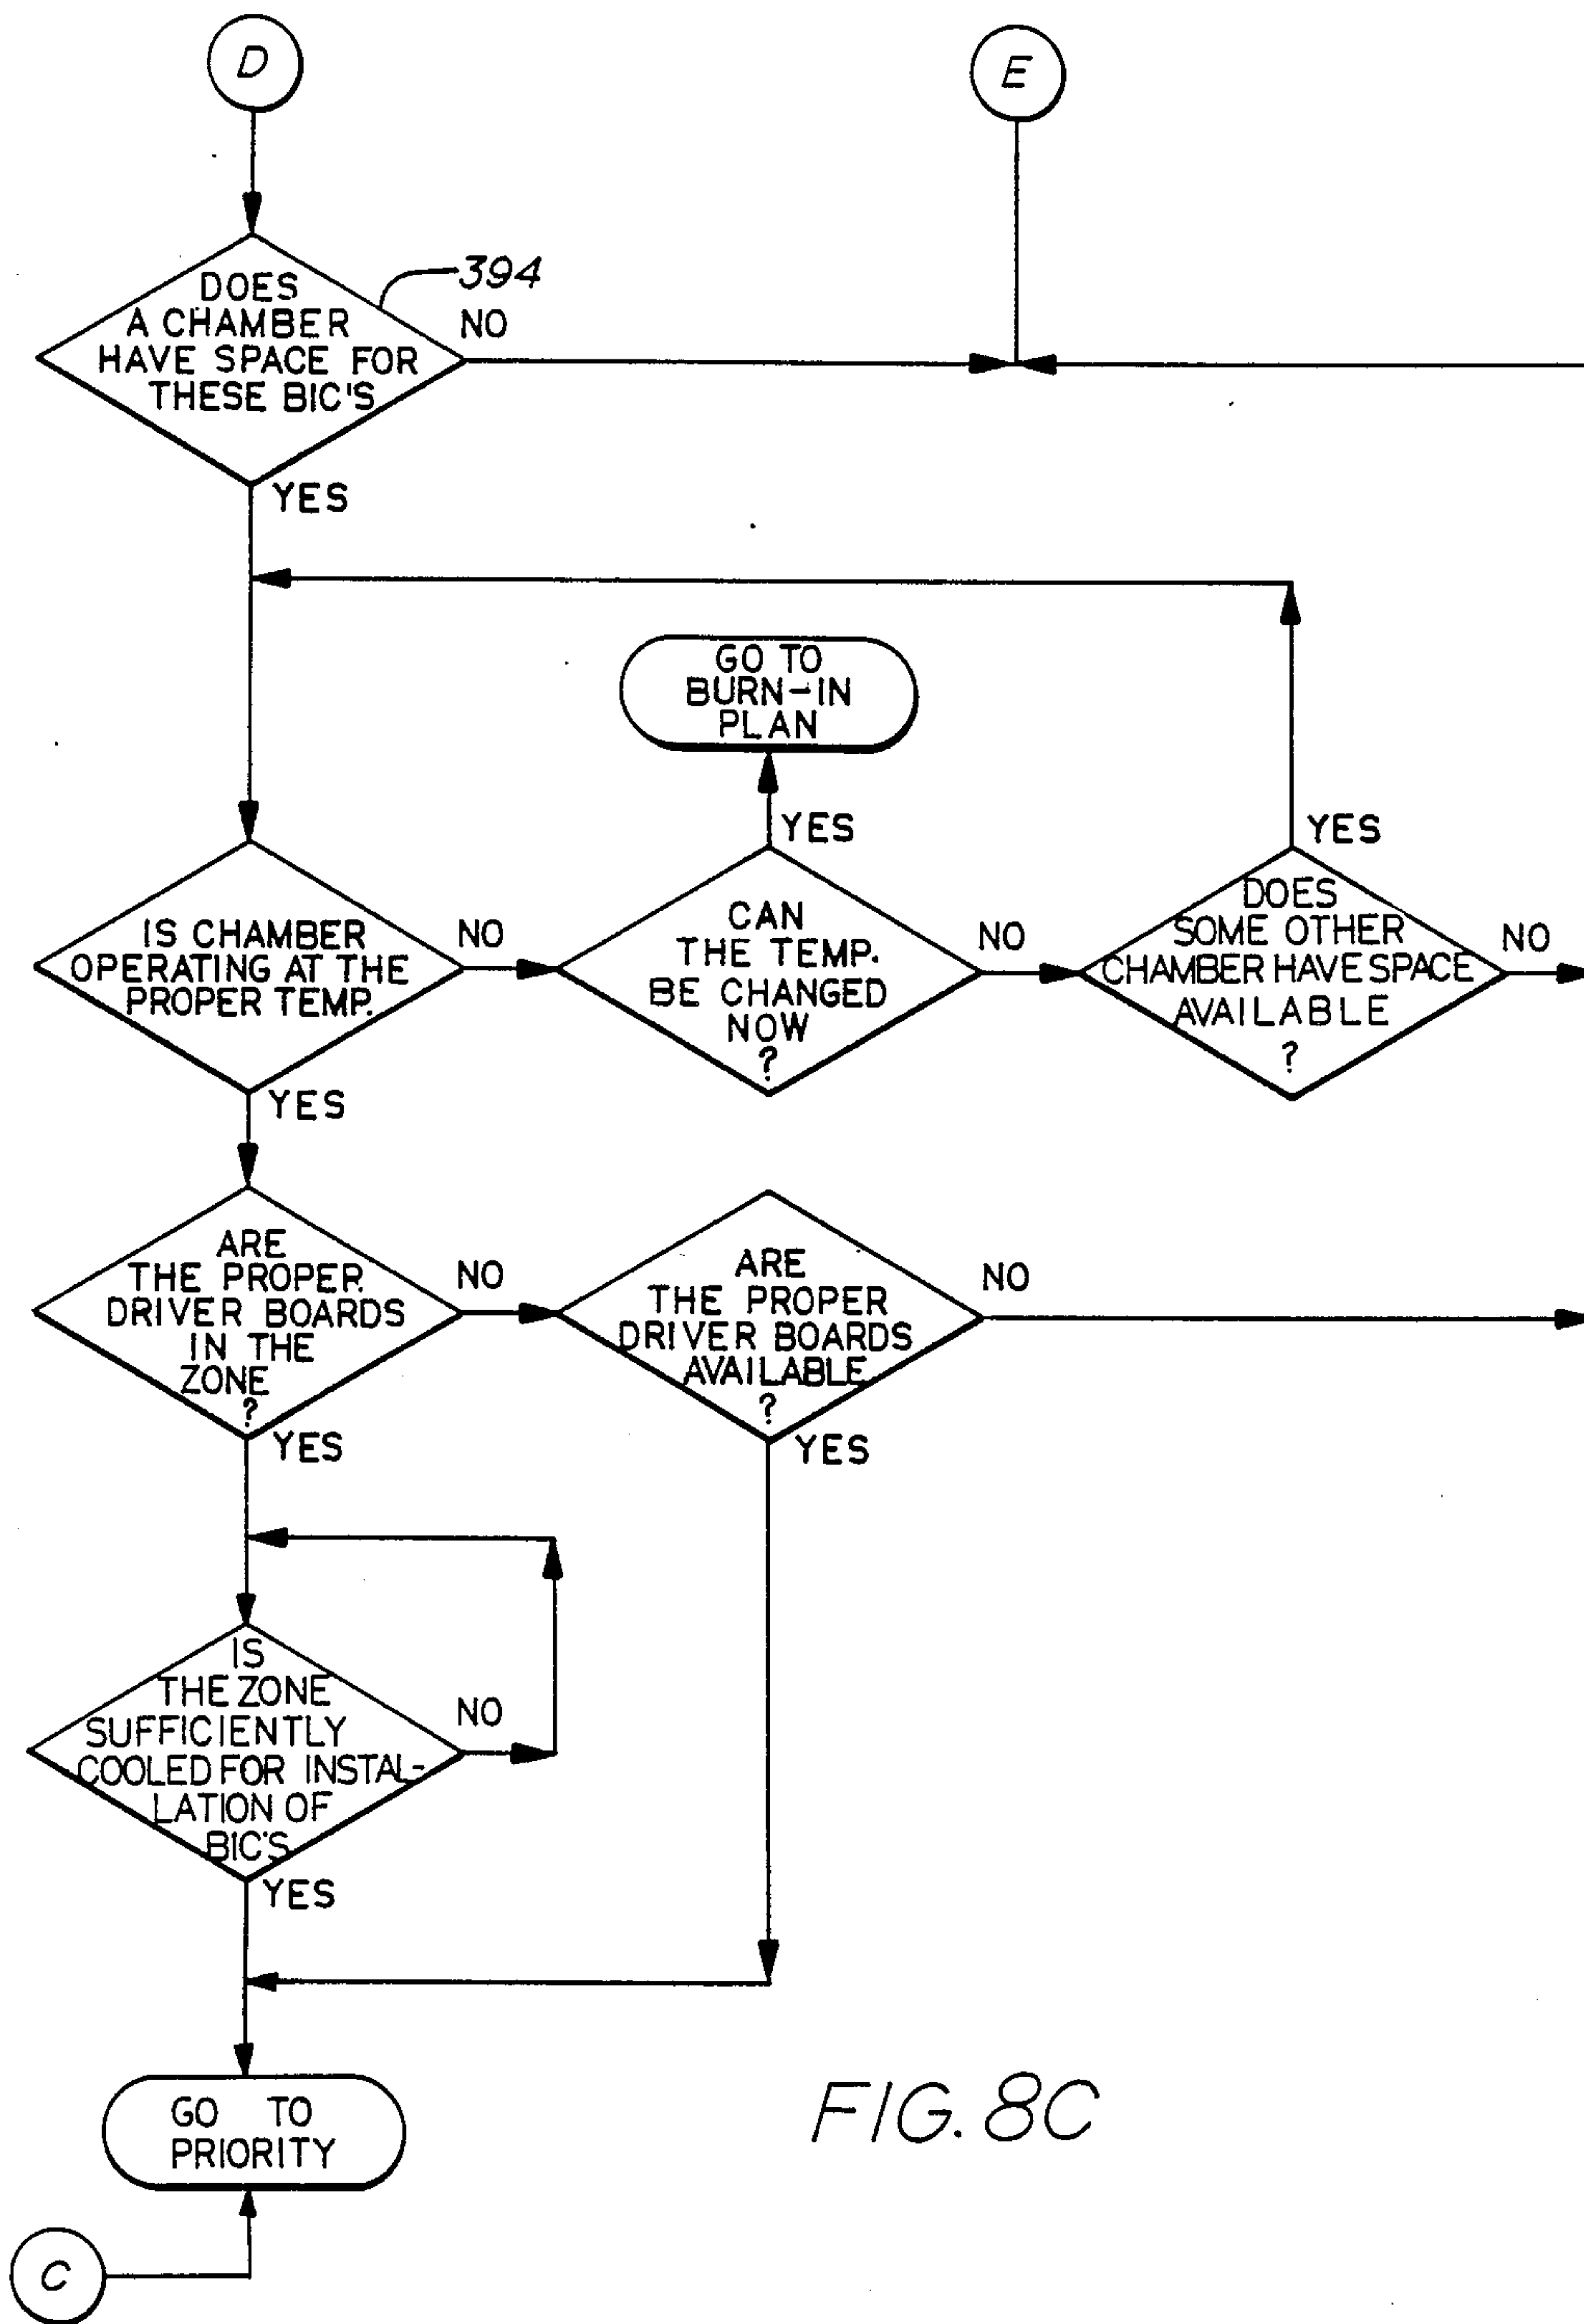 D
E
394
DOES
A CHAMBER
HAVE SPACE FOR
THESE BIC'S
NO
YES
GO TO
BURN-IN
PLAN
YES
YES
IS CHAMBER
OPERATING AT THE
PROPER TEMP.
NO
CAN
THE TEMP.
BE CHANGED
NOW
?
NO
DOES
SOME OTHER
CHAMBER HAVE SPACE
AVAILABLE
?
NO
YES
ARE
THE PROPER
DRIVER BOARDS
IN THE
ZONE
?
NO
ARE
THE PROPER
DRIVER BOARDS
AVAILABLE
?
NO
YES
YES
IS
THE ZONE
SUFFICIENTLY
COOLED FOR INSTAL-
LATION OF
BIC'S
NO
YES
GO TO
PRIORITY
C
FIG. 8C